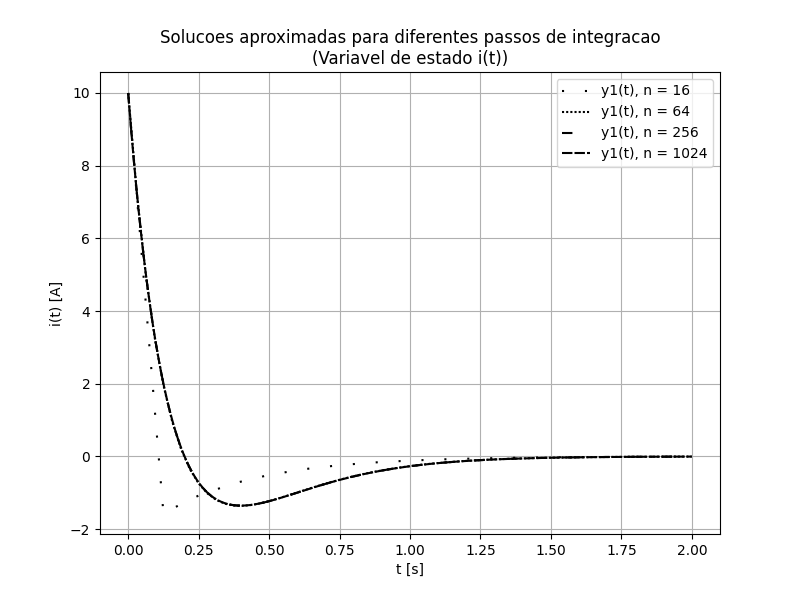 Solucoes aproximadas para diferentes passos de integracao
(Variavel de estado i(t))
y1(t), n = 16
y1(t), n = 64
y1(t), n = 256
y1(t), n = 1024
i(t) [A]
10
8
6
4
2
0
−2
0.00 0.25 0.50 0.75 1.00 1.25 1.50 1.75 2.00
t [s]